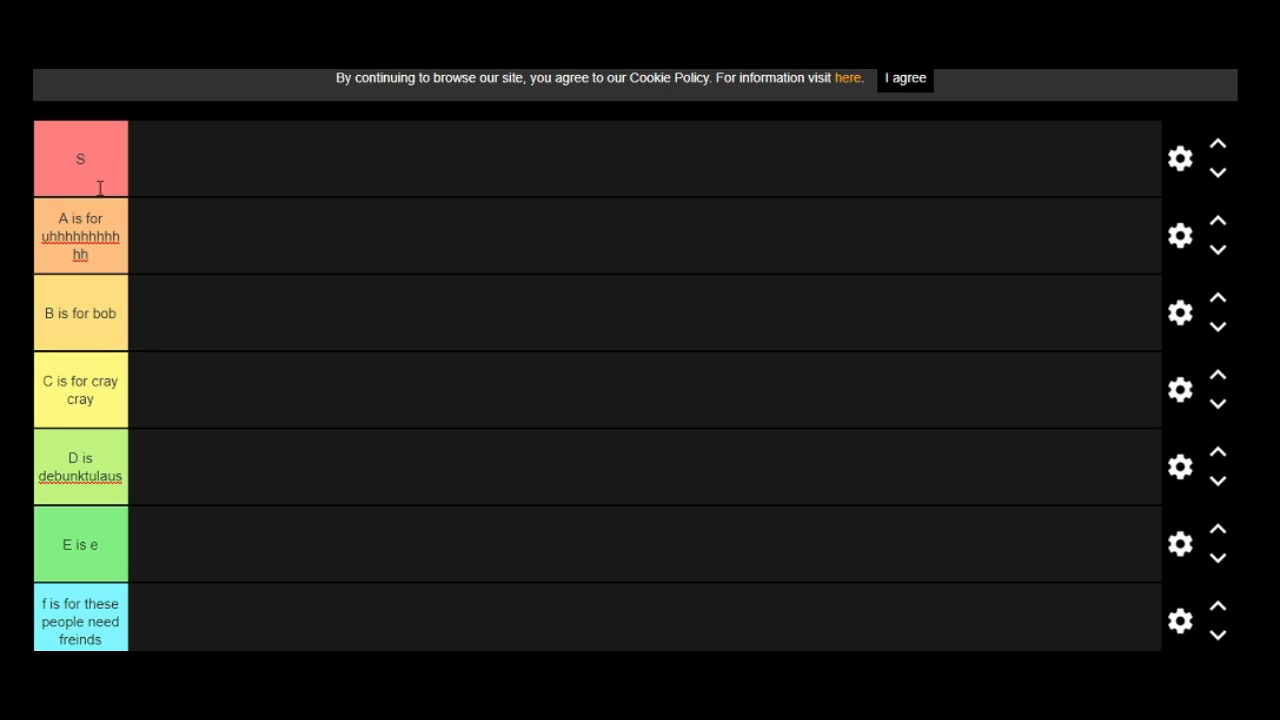 By continuing to browse our site, you agree to our Cookie Policy. For information visit here. I agree
S
A is for
uhhhhhhhhh
hh
B is for bob
C is for cray
cray
D is
debunktulaus
E is e
f is for these
people need
freinds